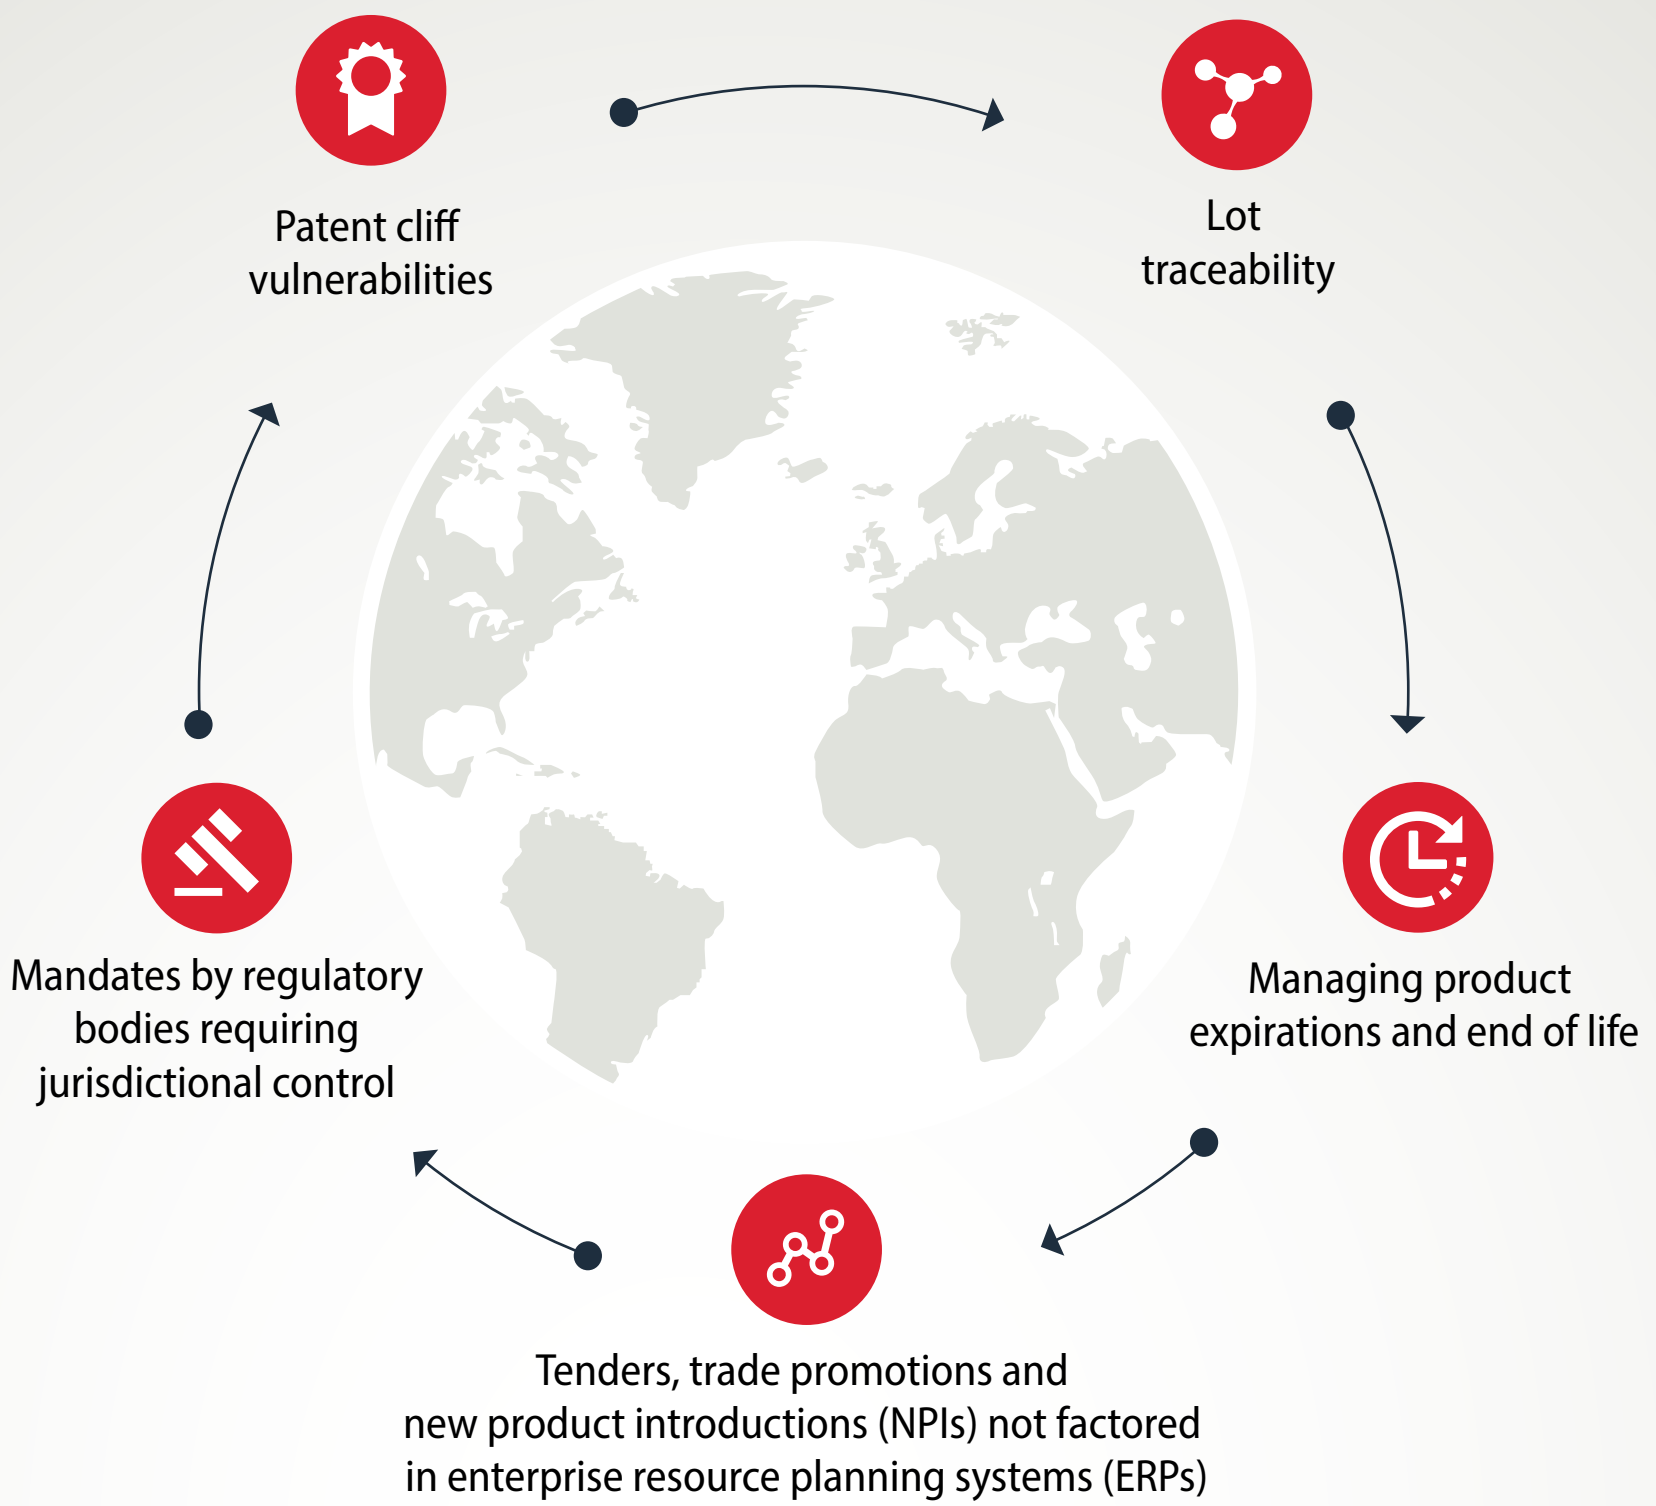 Patent cliff
vulnerabilities
Lot
traceability
Managing product
expirations and end of life
Tenders, trade promotions and
new product introductions (NPIs) not factored
in enterprise resource planning systems (ERPs)
Mandates by regulatory
bodies requiring
jurisdictional control